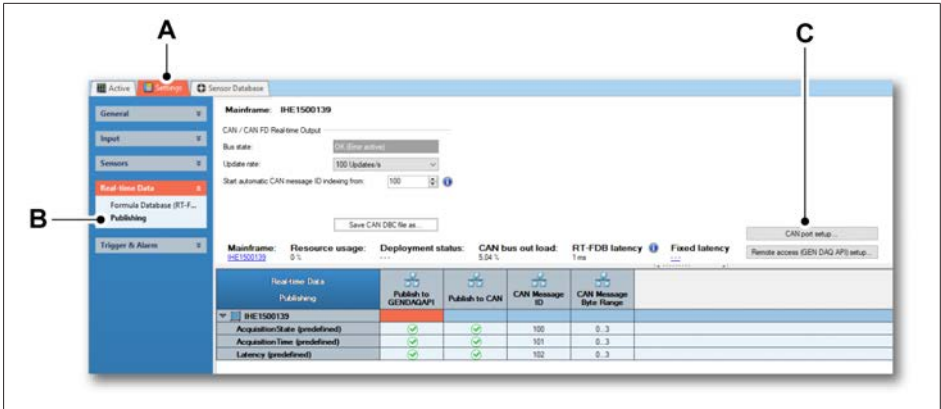 A
C
Active Settings Sensor Database
General
Mainframe: IHE1500139
CAN / CAN FD Real-time Output
Input
Bus state: OK (Error active)
Sensors
Update rate: 100 Updates/s
Start automatic CAN message ID indexing from: 100
Real-time Data
Formula Database (RT-F...
B
Publishing
Save CAN DBC file as...
CAN port setup...
Trigger & Alarm
Mainframe: Resource usage: Deployment status: CAN bus out load: RT-FDB latency Fixed latency
IHE1500139 0 % --- 5.04 % 1 ms ---
Remote access (GEN DAQ API) setup...
Real-time Data
Publishing
Publish to GENDAQAPI
Publish to CAN
CAN Message ID
CAN Message Byte Range
IHE1500139
AcquisitionState (predefined) 100 0...3
AcquisitionTime (predefined) 101 0...3
Latency (predefined) 102 0...3